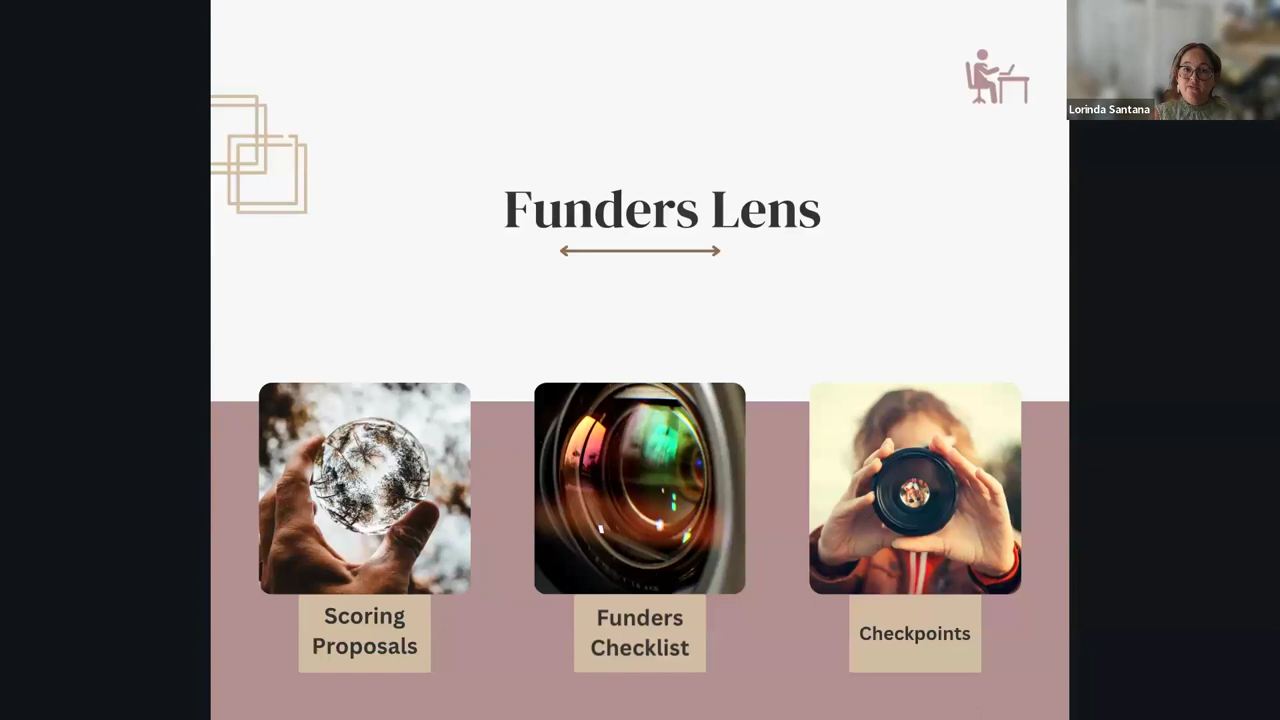 Lorinda Santana
Funders Lens
Scoring
Proposals
Funders
Checklist
Checkpoints